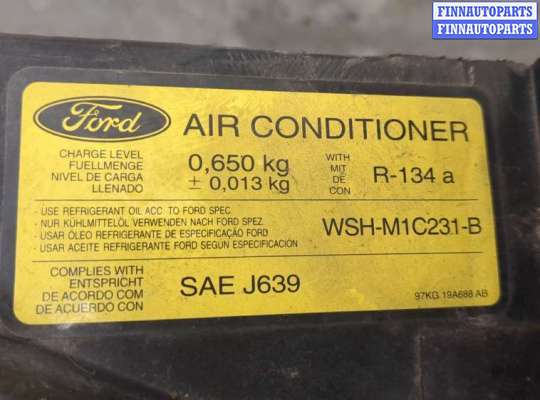 FINNAUTOPARTS
FINNAUTOPARTS
Ford
AIR CONDITIONER
CHARGE LEVEL
FUELLMENGE
NIVEL DE CARGA
LLENADO
0,650 kg
± 0,013 kg
WITH
MIT
DE
CON
R-134 a
- USE REFRIGERANT OIL ACC. TO FORD SPEC.
- NUR KÜHLMITTELÖL VERWENDEN NACH FORD SPEZ.
- USAR ÓLEO REFRIGERANTE DE ESPECIFICAÇÃO FORD
- USAR ACEITE REFRIGERANTE FORD SEGÚN ESPECIFICACIÓN
WSH-M1C231-B
COMPLIES WITH
ENTSPRICHT
DE ACORDO COM
DE ACUERDO CON
SAE J639
97KG 19A688 AB